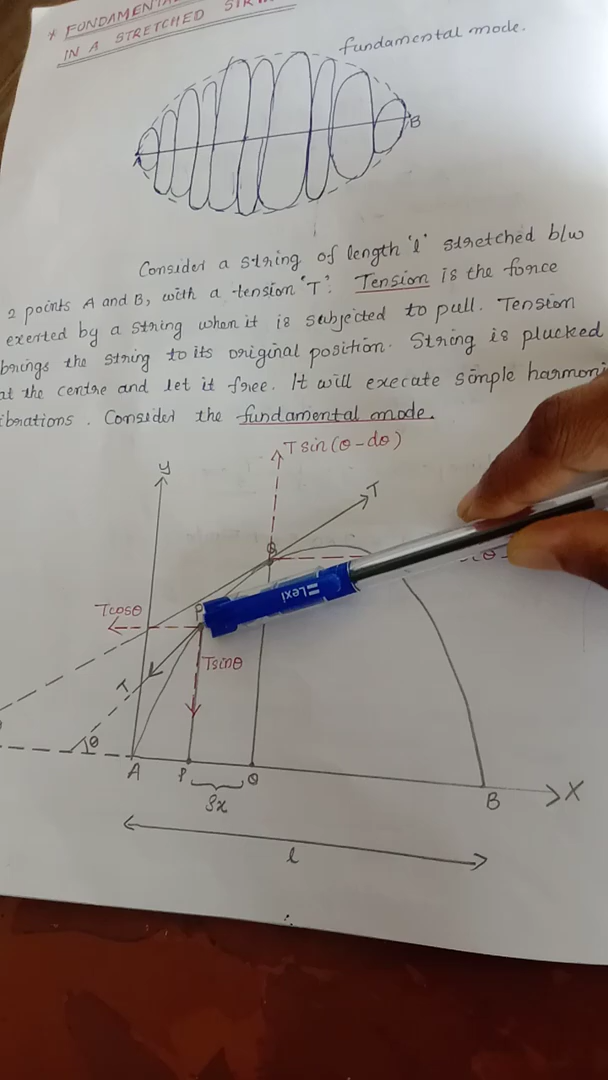 * FUNDAMENTAL
IN A STRETCHED STRI
fundamental mode.
A
B
Consider a string of length 'l' stretched b/w
2 points A and B, with a tension 'T'. Tension is the force
exerted by a string when it is subjected to pull. Tension
brings the string to its original position. String is plucked
at the centre and let it free. It will execute simple harmoni
ibrations. Consider the fundamental mode.
T sin(θ-dθ)
y
T
Q
Lexi
Tcosθ
P
Tsinθ
T
θ
A
P
Q
B
X
δx
l